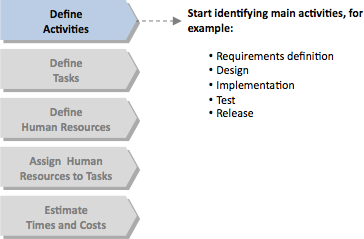 Define
Activities
Start identifying main activities, for
example:
• Requirements definition
• Design
• Implementation
• Test
• Release
Define
Tasks
Define
Human Resources
Assign Human
Resources to Tasks
Estimate
Times and Costs